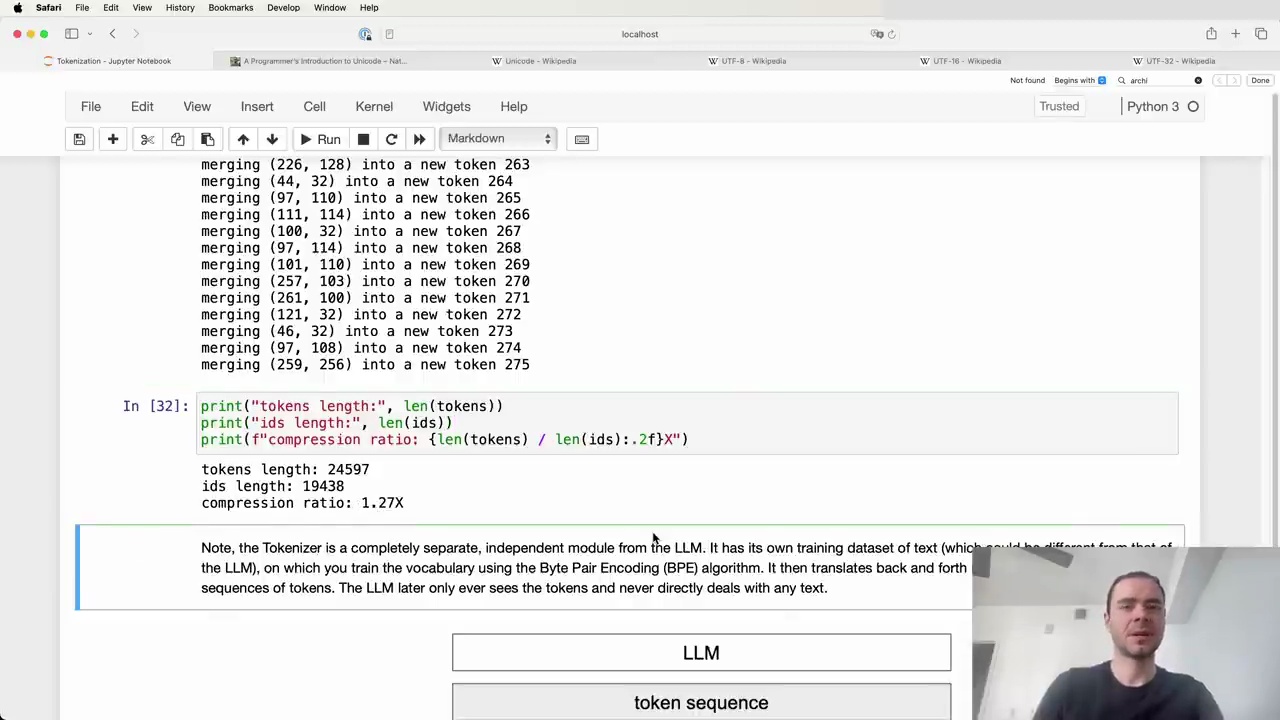 Safari File Edit View History Bookmarks Develop Window Help
localhost
Tokenization - Jupyter Notebook
A Programmer's Introduction to Unicode – Nat...
Unicode - Wikipedia
UTF-8 - Wikipedia
UTF-16 - Wikipedia
UTF-32 - Wikipedia
Not found Begins with archi Done
File Edit View Insert Cell Kernel Widgets Help
Trusted Python 3
Run Markdown
merging (226, 128) into a new token 263
merging (44, 32) into a new token 264
merging (97, 110) into a new token 265
merging (111, 114) into a new token 266
merging (100, 32) into a new token 267
merging (97, 114) into a new token 268
merging (101, 110) into a new token 269
merging (257, 103) into a new token 270
merging (261, 100) into a new token 271
merging (121, 32) into a new token 272
merging (46, 32) into a new token 273
merging (97, 108) into a new token 274
merging (259, 256) into a new token 275
In [32]: print("tokens length:", len(tokens))
print("ids length:", len(ids))
print(f"compression ratio: {len(tokens) / len(ids):.2f}X")
tokens length: 24597
ids length: 19438
compression ratio: 1.27X
Note, the Tokenizer is a completely separate, independent module from the LLM. It has its own training dataset of text (which could be different from that of
the LLM), on which you train the vocabulary using the Byte Pair Encoding (BPE) algorithm. It then translates back and forth
sequences of tokens. The LLM later only ever sees the tokens and never directly deals with any text.
LLM
token sequence